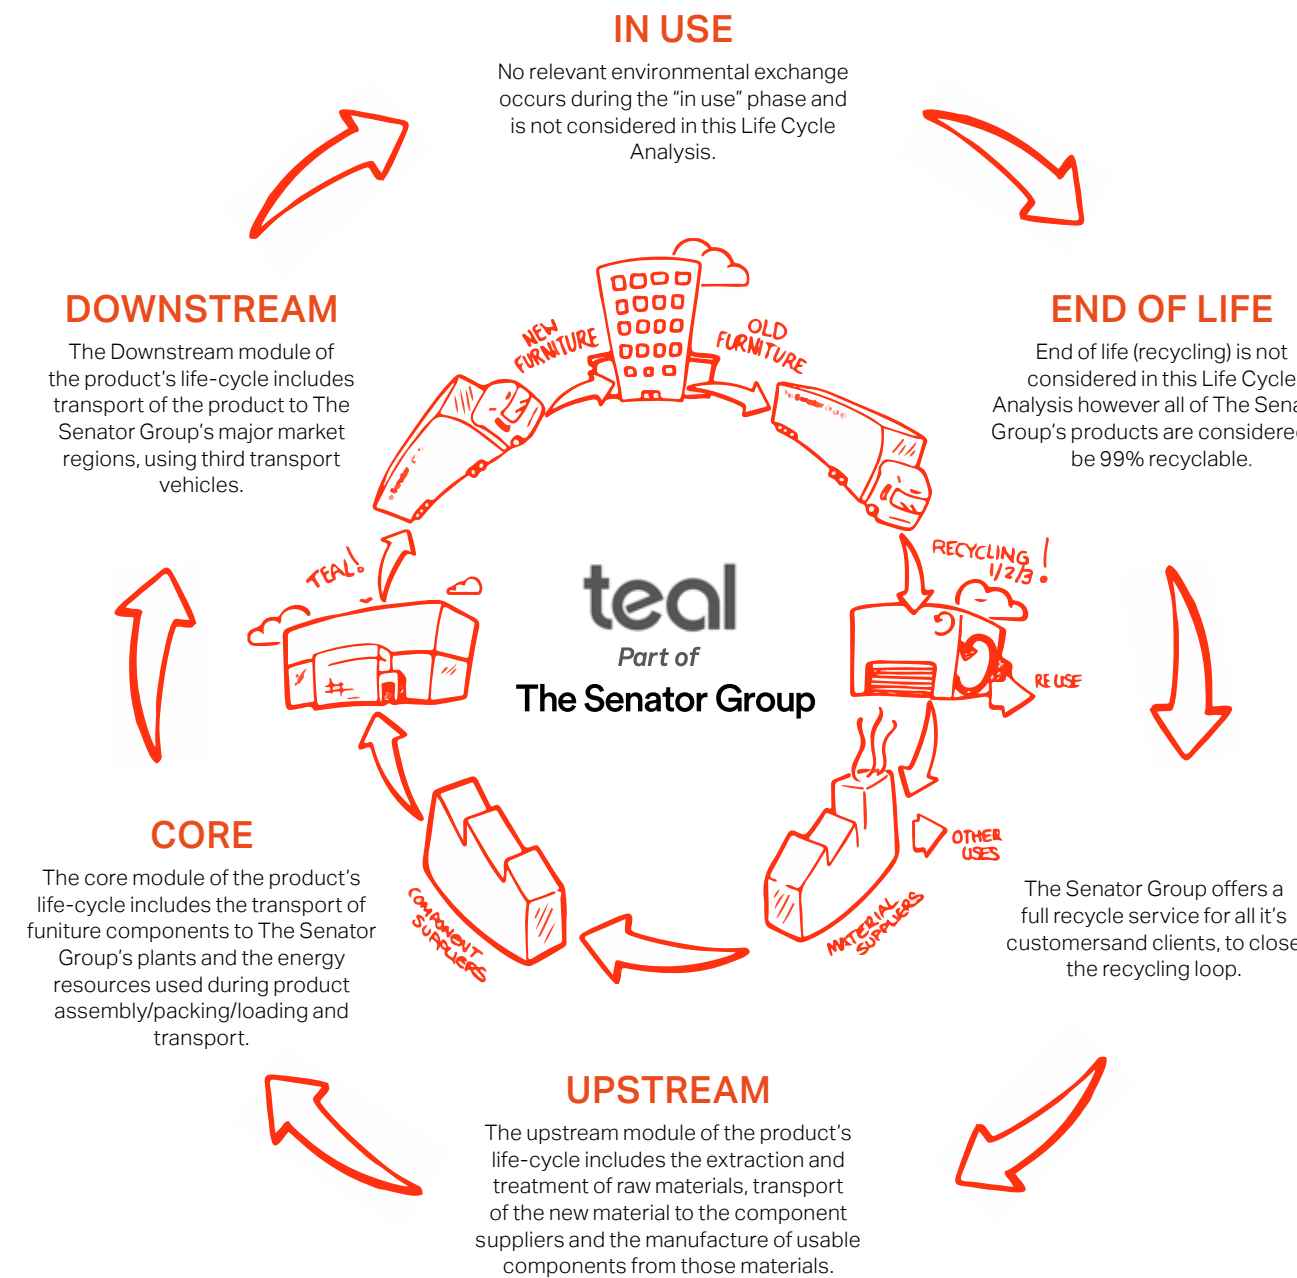 IN USE
No relevant environmental exchange
occurs during the “in use” phase and
is not considered in this Life Cycle
Analysis.
DOWNSTREAM
The Downstream module of
the product’s life-cycle includes
transport of the product to The
Senator Group’s major market
regions, using third transport
vehicles.
END OF LIFE
End of life (recycling) is not
considered in this Life Cycle
Analysis however all of The Sena
Group’s products are considere
be 99% recyclable.
NEW
FURNITURE
OLD
FURNITURE
TEAL!
RECYCLING !
1/2/3
teal
Part of
The Senator Group
RE USE
OTHER
USES
COMPONENT
SUPPLIERS
MATERIAL
SUPPLIERS
CORE
The core module of the product’s
life-cycle includes the transport of
funiture components to The Senator
Group’s plants and the energy
resources used during product
assembly/packing/loading and
transport.
The Senator Group offers a
full recycle service for all it’s
customersand clients, to close
the recycling loop.
UPSTREAM
The upstream module of the product’s
life-cycle includes the extraction and
treatment of raw materials, transport
of the new material to the component
suppliers and the manufacture of usable
components from those materials.